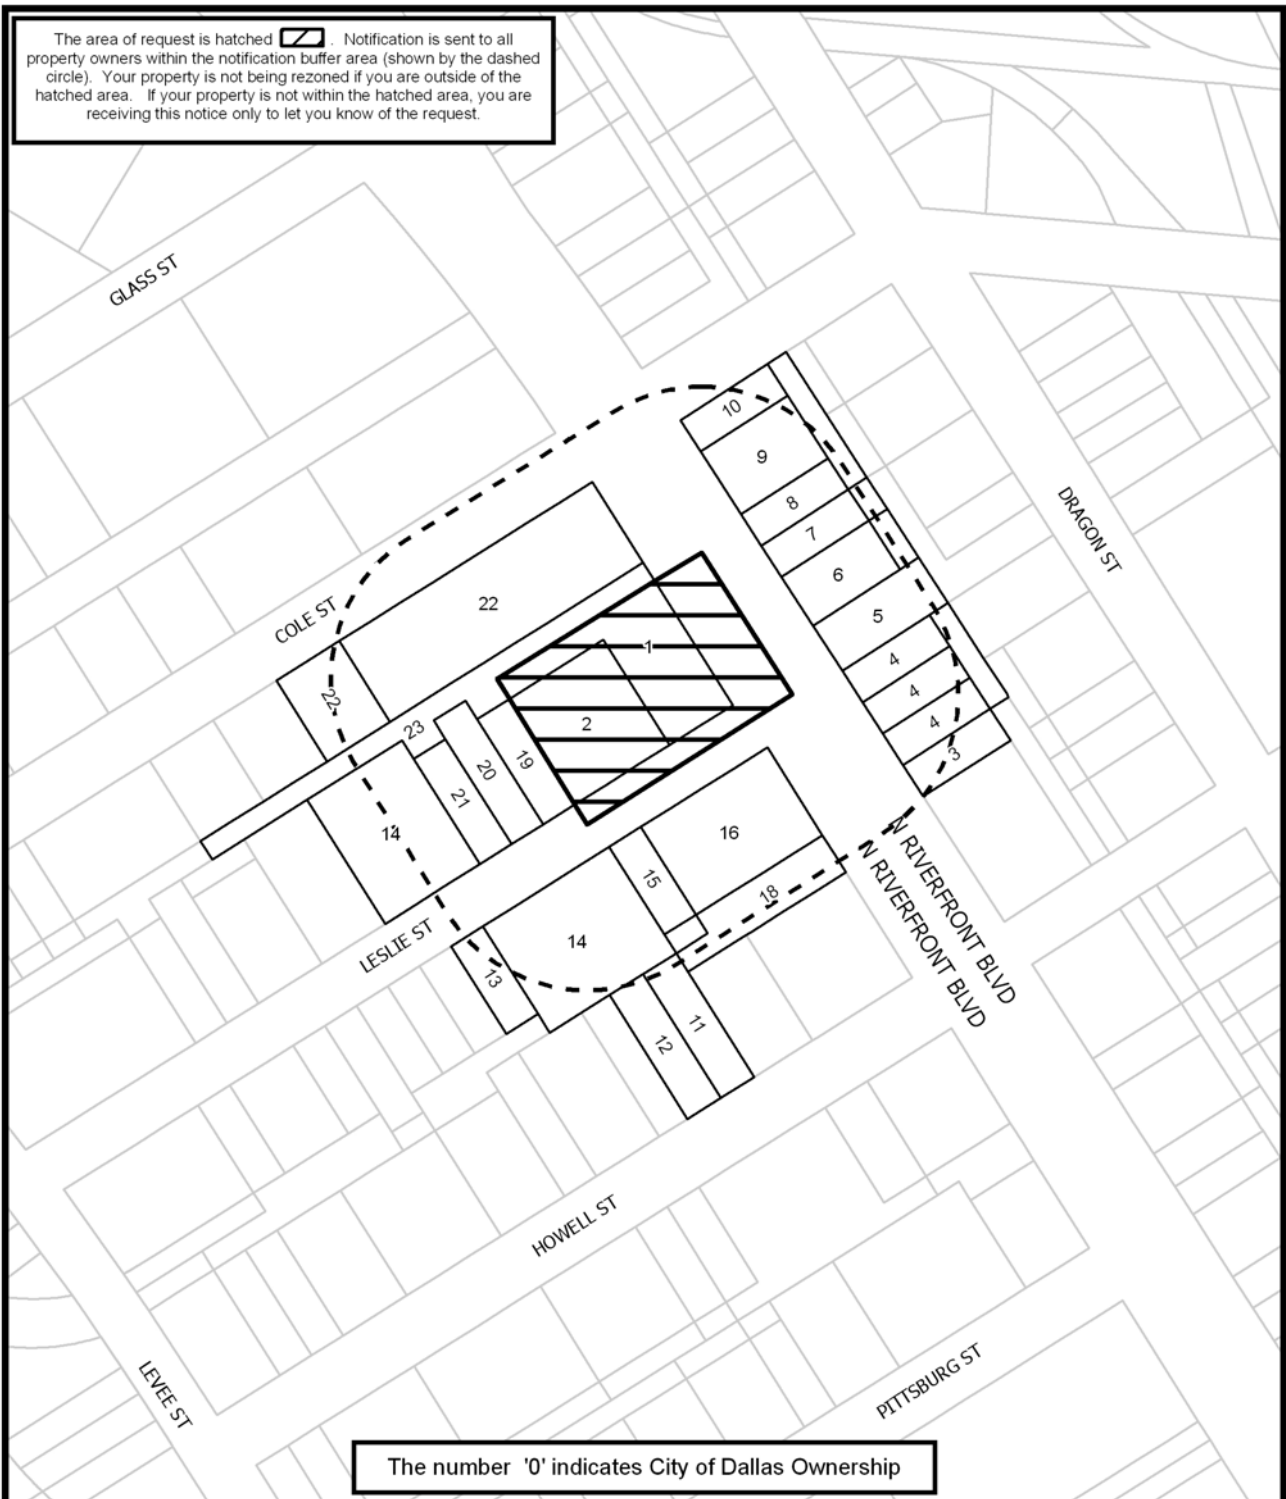 The area of request is hatched . Notification is sent to all
property owners within the notification buffer area (shown by the dashed
circle). Your property is not being rezoned if you are outside of the
hatched area. If your property is not within the hatched area, you are
receiving this notice only to let you know of the request.
GLASS ST
DRAGON ST
COLE ST
10
9
8
7
6
5
4
4
4
3
22
22
1
2
23
19
20
21
14
16
15
18
14
13
11
12
LESLIE ST
N RIVERFRONT BLVD
N RIVERFRONT BLVD
HOWELL ST
LEVEE ST
PITTSBURG ST
The number '0' indicates City of Dallas Ownership